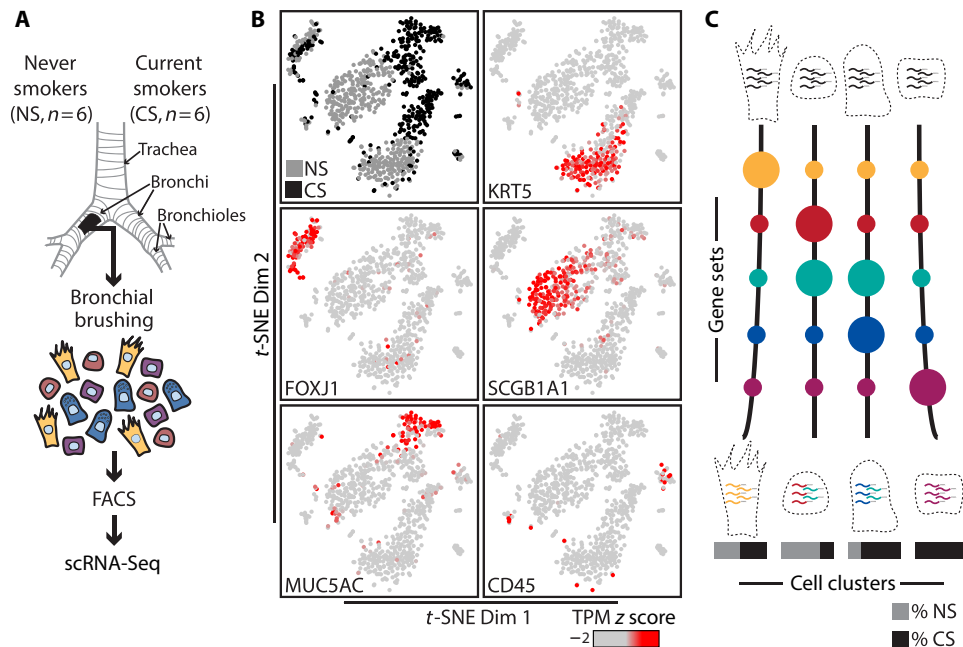 A
Never
smokers
(NS, n=6)
Current
smokers
(CS, n=6)
Trachea
Bronchi
Bronchioles
Bronchial
brushing
FACS
scRNA-Seq
B
t-SNE Dim 2
NS
CS
KRT5
FOXJ1
SCGB1A1
MUC5AC
CD45
t-SNE Dim 1
TPM z score
−2
C
Gene sets
Cell clusters
% NS
% CS